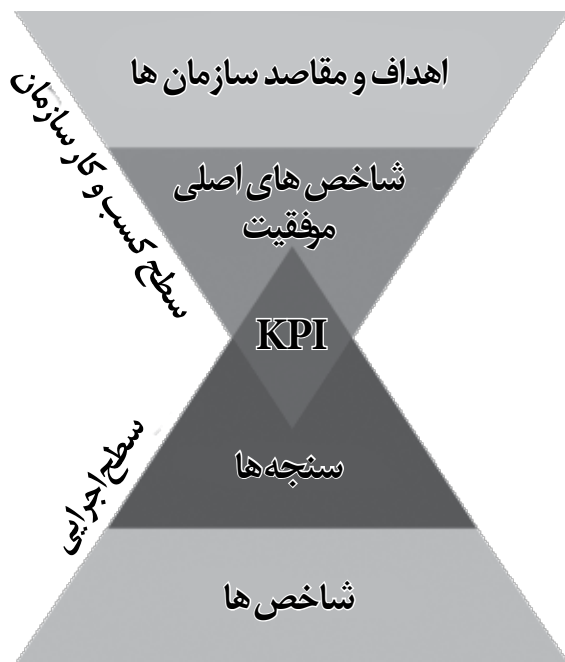 اهداف و مقاصد سازمان ها
سطح کسب و کار سازمان
شاخص های اصلی
موفقیت
KPI
سطح اجرایی
سنجه‌ها
شاخص ها